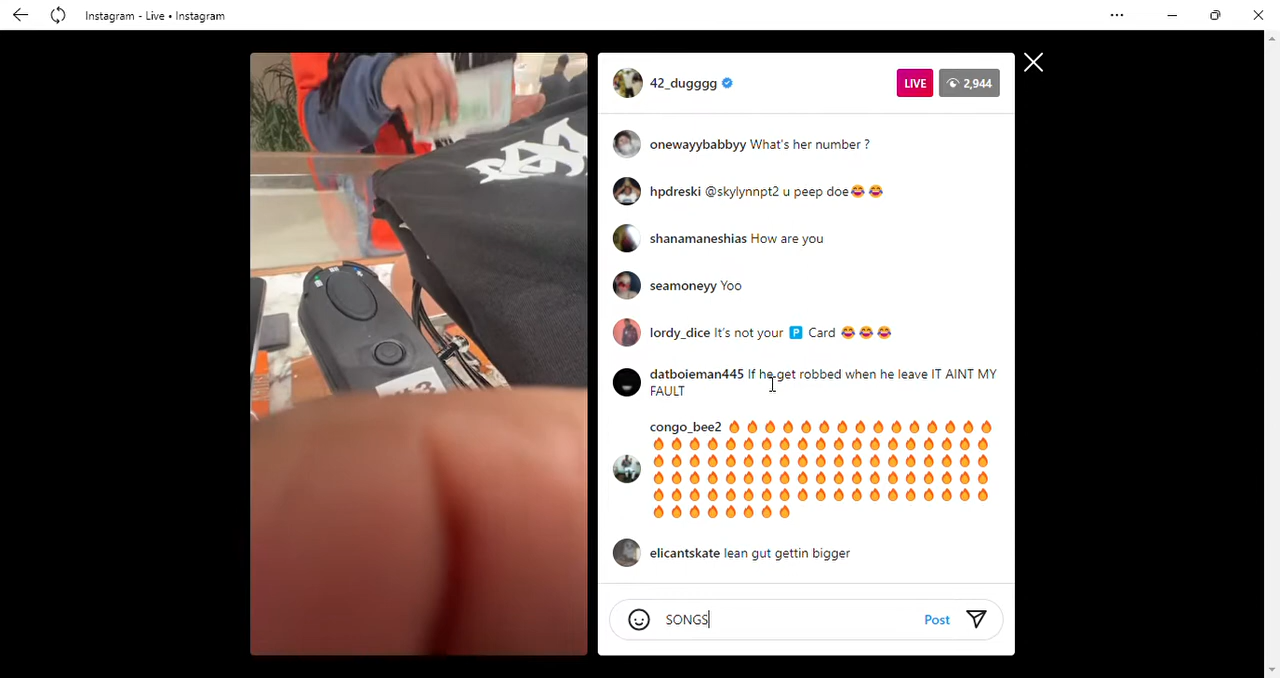 Instagram - Live • Instagram
42_dugggg
LIVE
2,944
onewayybabbyy What's her number ?
hpdreski @skylynnpt2 u peep doe😂 😂
shanamaneshias How are you
seamoneyy Yoo
lordy_dice It's not your 🅿️ Card 😂 😂 😂
datboieman445 If he get robbed when he leave IT AINT MY
FAULT
congo_bee2 🔥 🔥 🔥 🔥 🔥 🔥 🔥 🔥 🔥 🔥 🔥 🔥 🔥 🔥 🔥
🔥 🔥 🔥 🔥 🔥 🔥 🔥 🔥 🔥 🔥 🔥 🔥 🔥 🔥 🔥 🔥 🔥 🔥 🔥
🔥 🔥 🔥 🔥 🔥 🔥 🔥 🔥 🔥 🔥 🔥 🔥 🔥 🔥 🔥 🔥 🔥 🔥 🔥
🔥 🔥 🔥 🔥 🔥 🔥 🔥 🔥 🔥 🔥 🔥 🔥 🔥 🔥 🔥 🔥 🔥 🔥 🔥
🔥 🔥 🔥 🔥 🔥 🔥 🔥 🔥 🔥 🔥 🔥 🔥 🔥 🔥 🔥 🔥 🔥 🔥 🔥
🔥 🔥 🔥 🔥 🔥 🔥 🔥 🔥
elicantskate lean gut gettin bigger
SONGS
Post